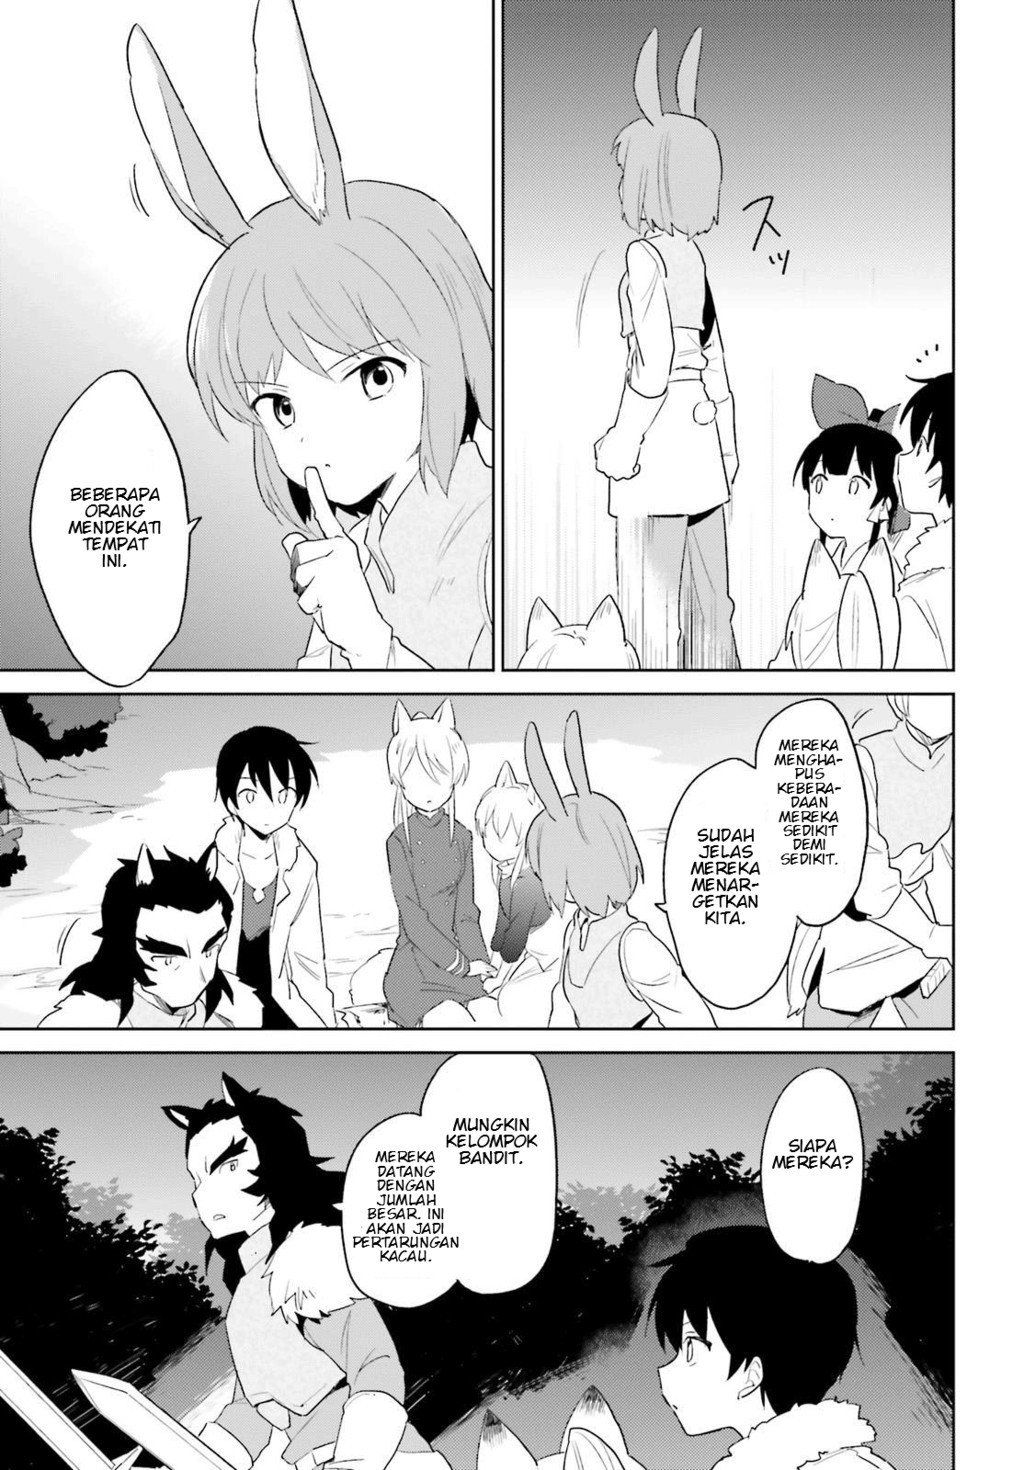 スッ
BEBERAPA
ORANG
MENDEKATI
TEMPAT
INI.
MEREKA
MENGHA-
PUS
KEBERA-
DAAN
MEREKA
SEDIKIT
DEMI
SEDIKIT.
SUDAH
JELAS
MEREKA
MENAR-
GETKAN
KITA.
SIAPA
MEREKA?
MUNGKIN
KELOMPOK
BANDIT.
MEREKA
DATANG
DENGAN
JUMLAH
BESAR. INI
AKAN JADI
PERTARUNGAN
KACAU.